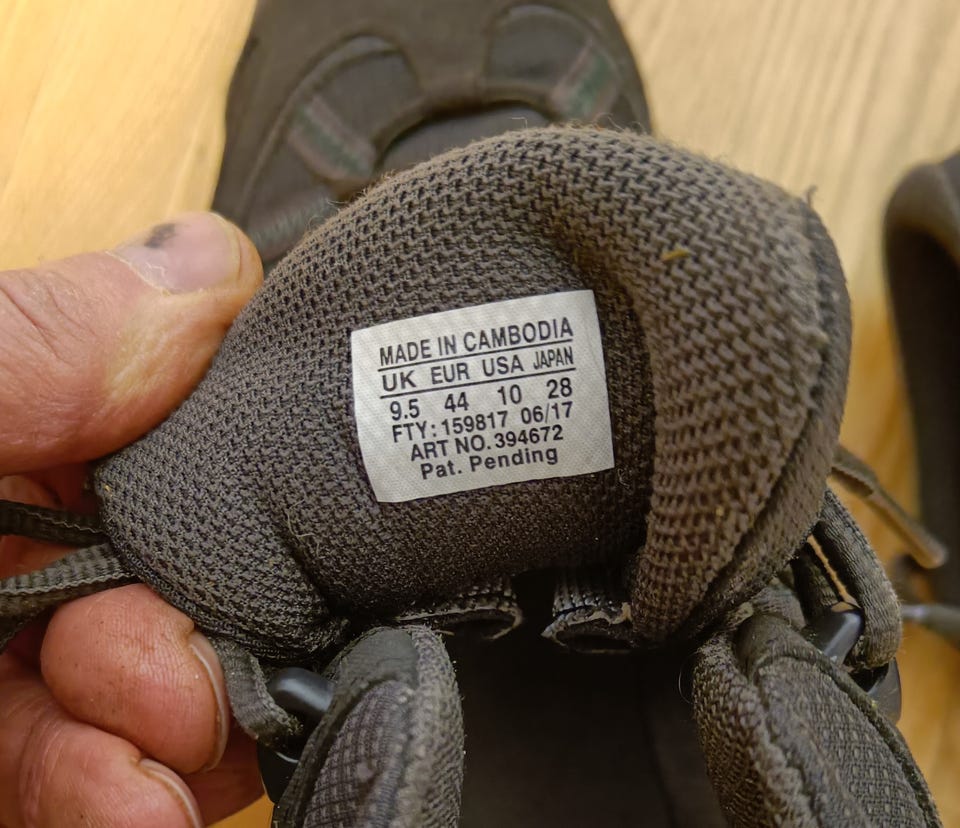 MADE IN CAMBODIA
UK EUR USA JAPAN
9.5 44 10 28
FTY: 159817 06/17
ART NO. 394672
Pat. Pending